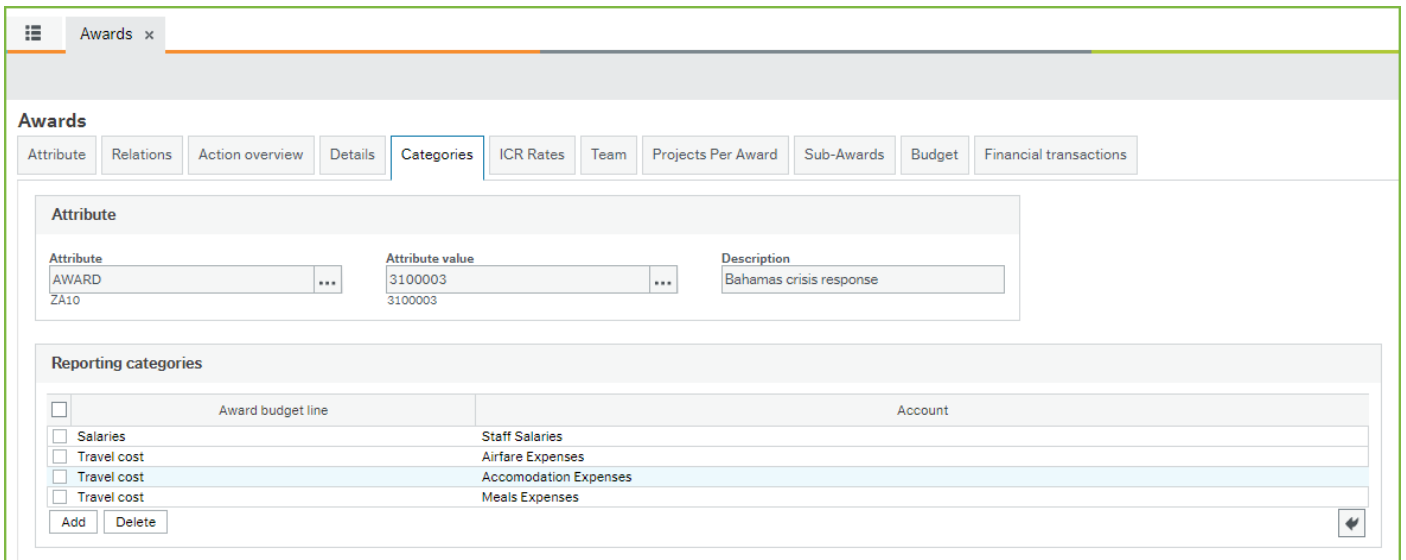 Awards ×
Awards
Attribute Relations Action overview Details Categories ICR Rates Team Projects Per Award Sub-Awards Budget Financial transactions
Attribute
Attribute Attribute value Description
AWARD ... 3100003 ... Bahamas crisis response
ZA10 3100003
Reporting categories
Award budget line Account
Salaries Staff Salaries
Travel cost Airfare Expenses
Travel cost Accomodation Expenses
Travel cost Meals Expenses
Add Delete